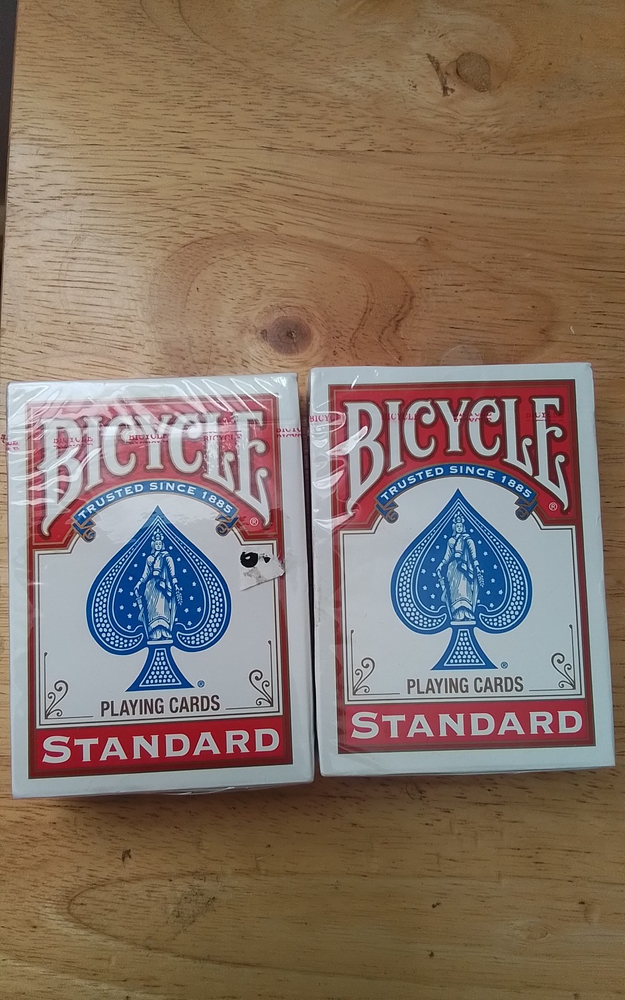 BICYCLE
TRUSTED SINCE 1885
®
®
PLAYING CARDS
STANDARD
BICYCLE
TRUSTED SINCE 1885
®
®
PLAYING CARDS
STANDARD